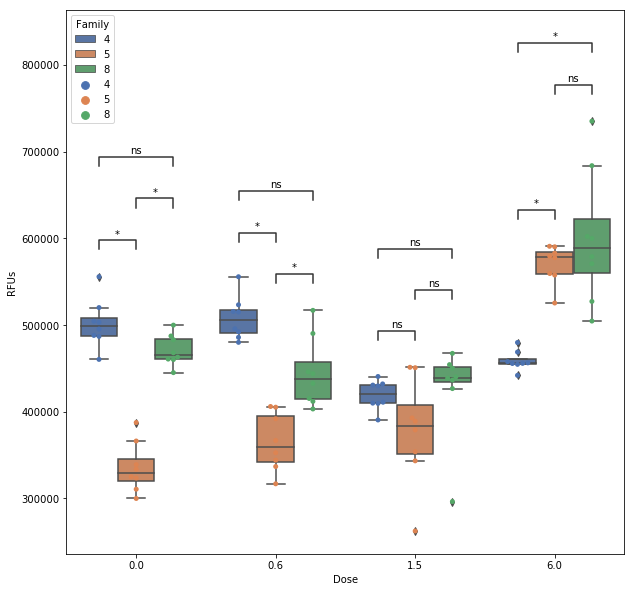 Family
4
5
8
4
5
8
800000
700000
600000
500000
400000
300000
RFUs
ns
*
*
ns
*
*
ns
ns
ns
*
ns
*
0.0
0.6
1.5
6.0
Dose